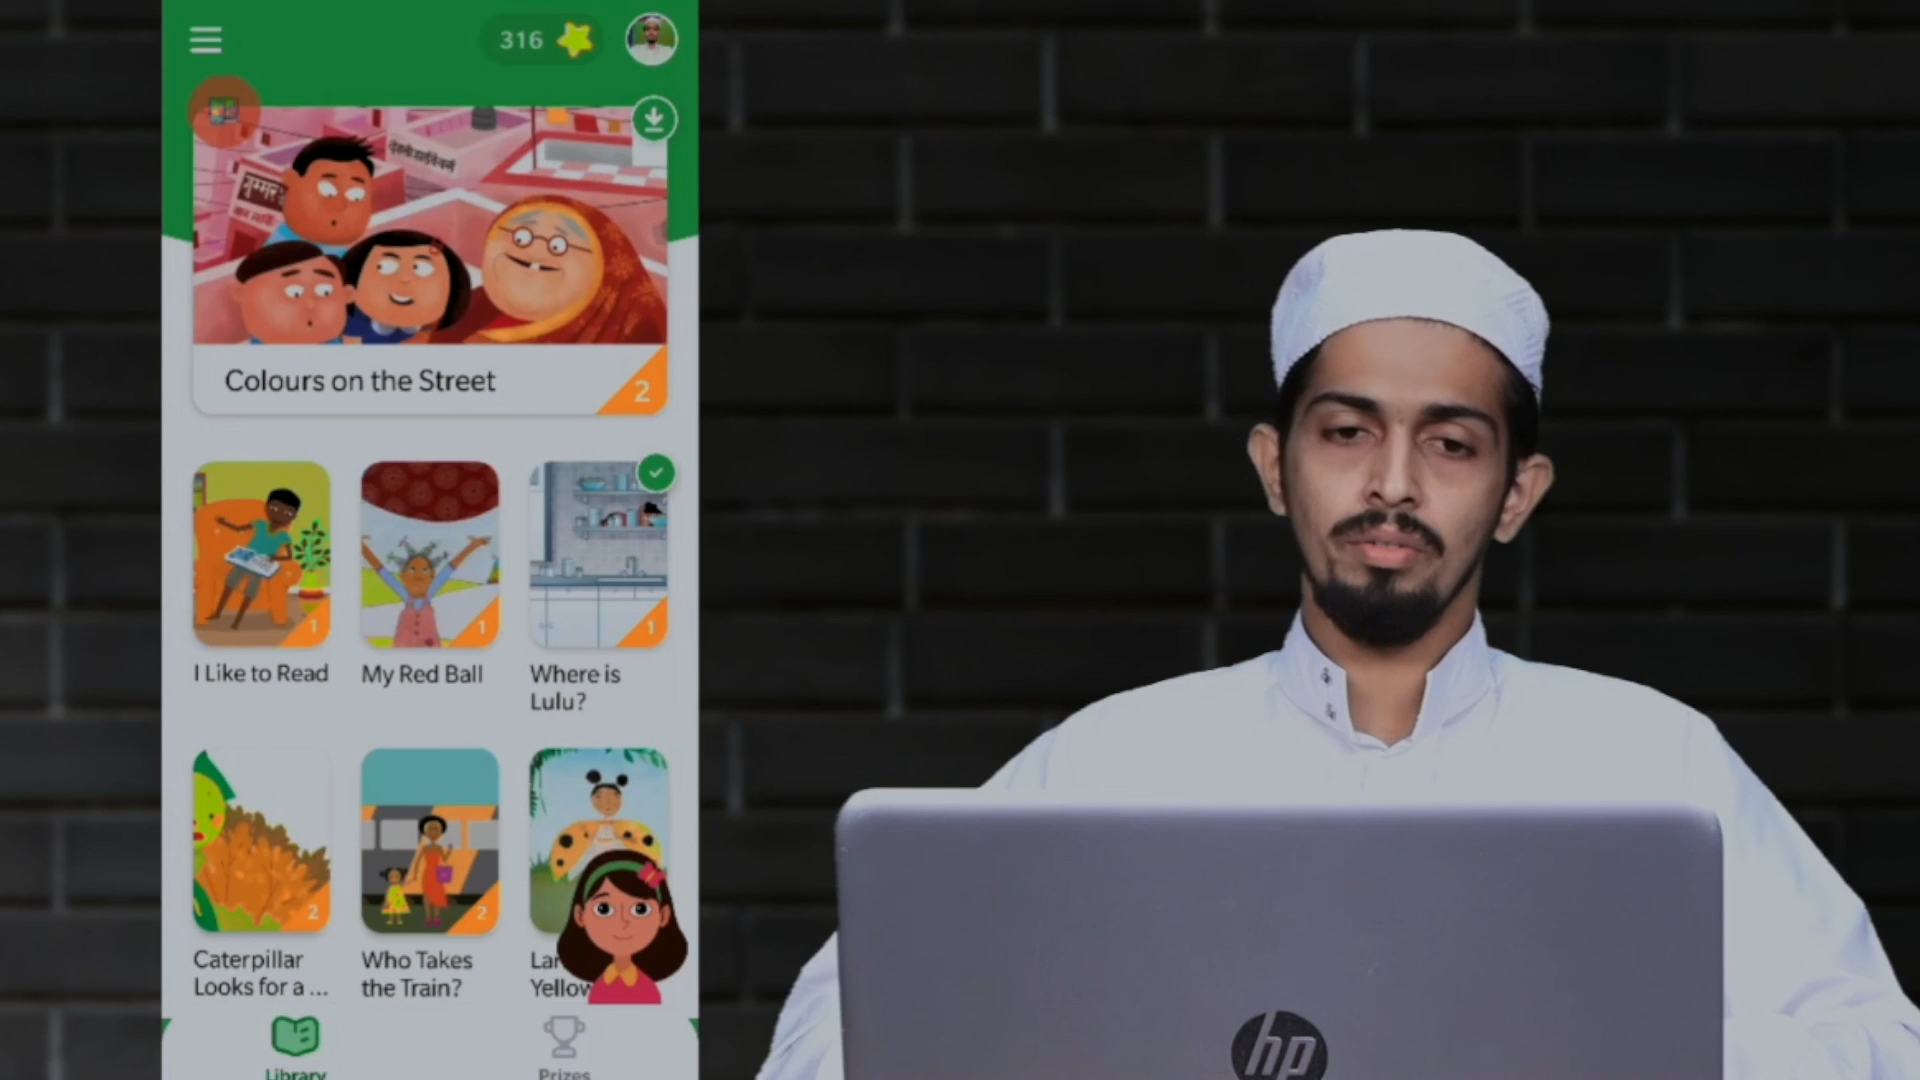 316
Colours on the Street
2
1
1
1
I Like to Read
My Red Ball
Where is
Lulu?
2
2
Caterpillar
Looks for a ...
Who Takes
the Train?
Yellow
Library
Prizes
hp